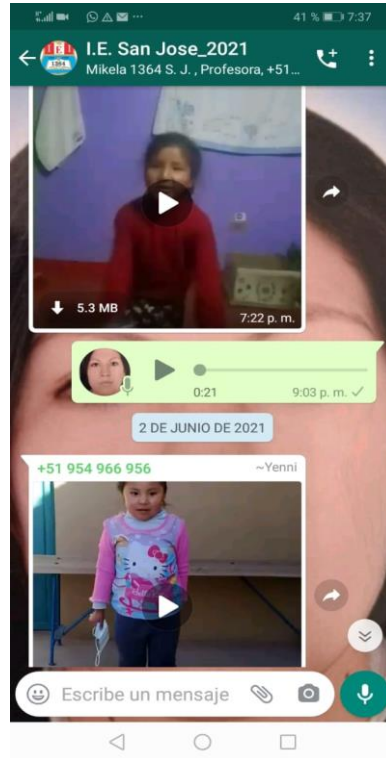 41 % 7:37
I.E. San Jose_2021
Mikela 1364 S. J. , Profesora, +51...
5.3 MB
7:22 p. m.
0:21
9:03 p. m.
2 DE JUNIO DE 2021
+51 954 966 956
~Yenni
Escribe un mensaje